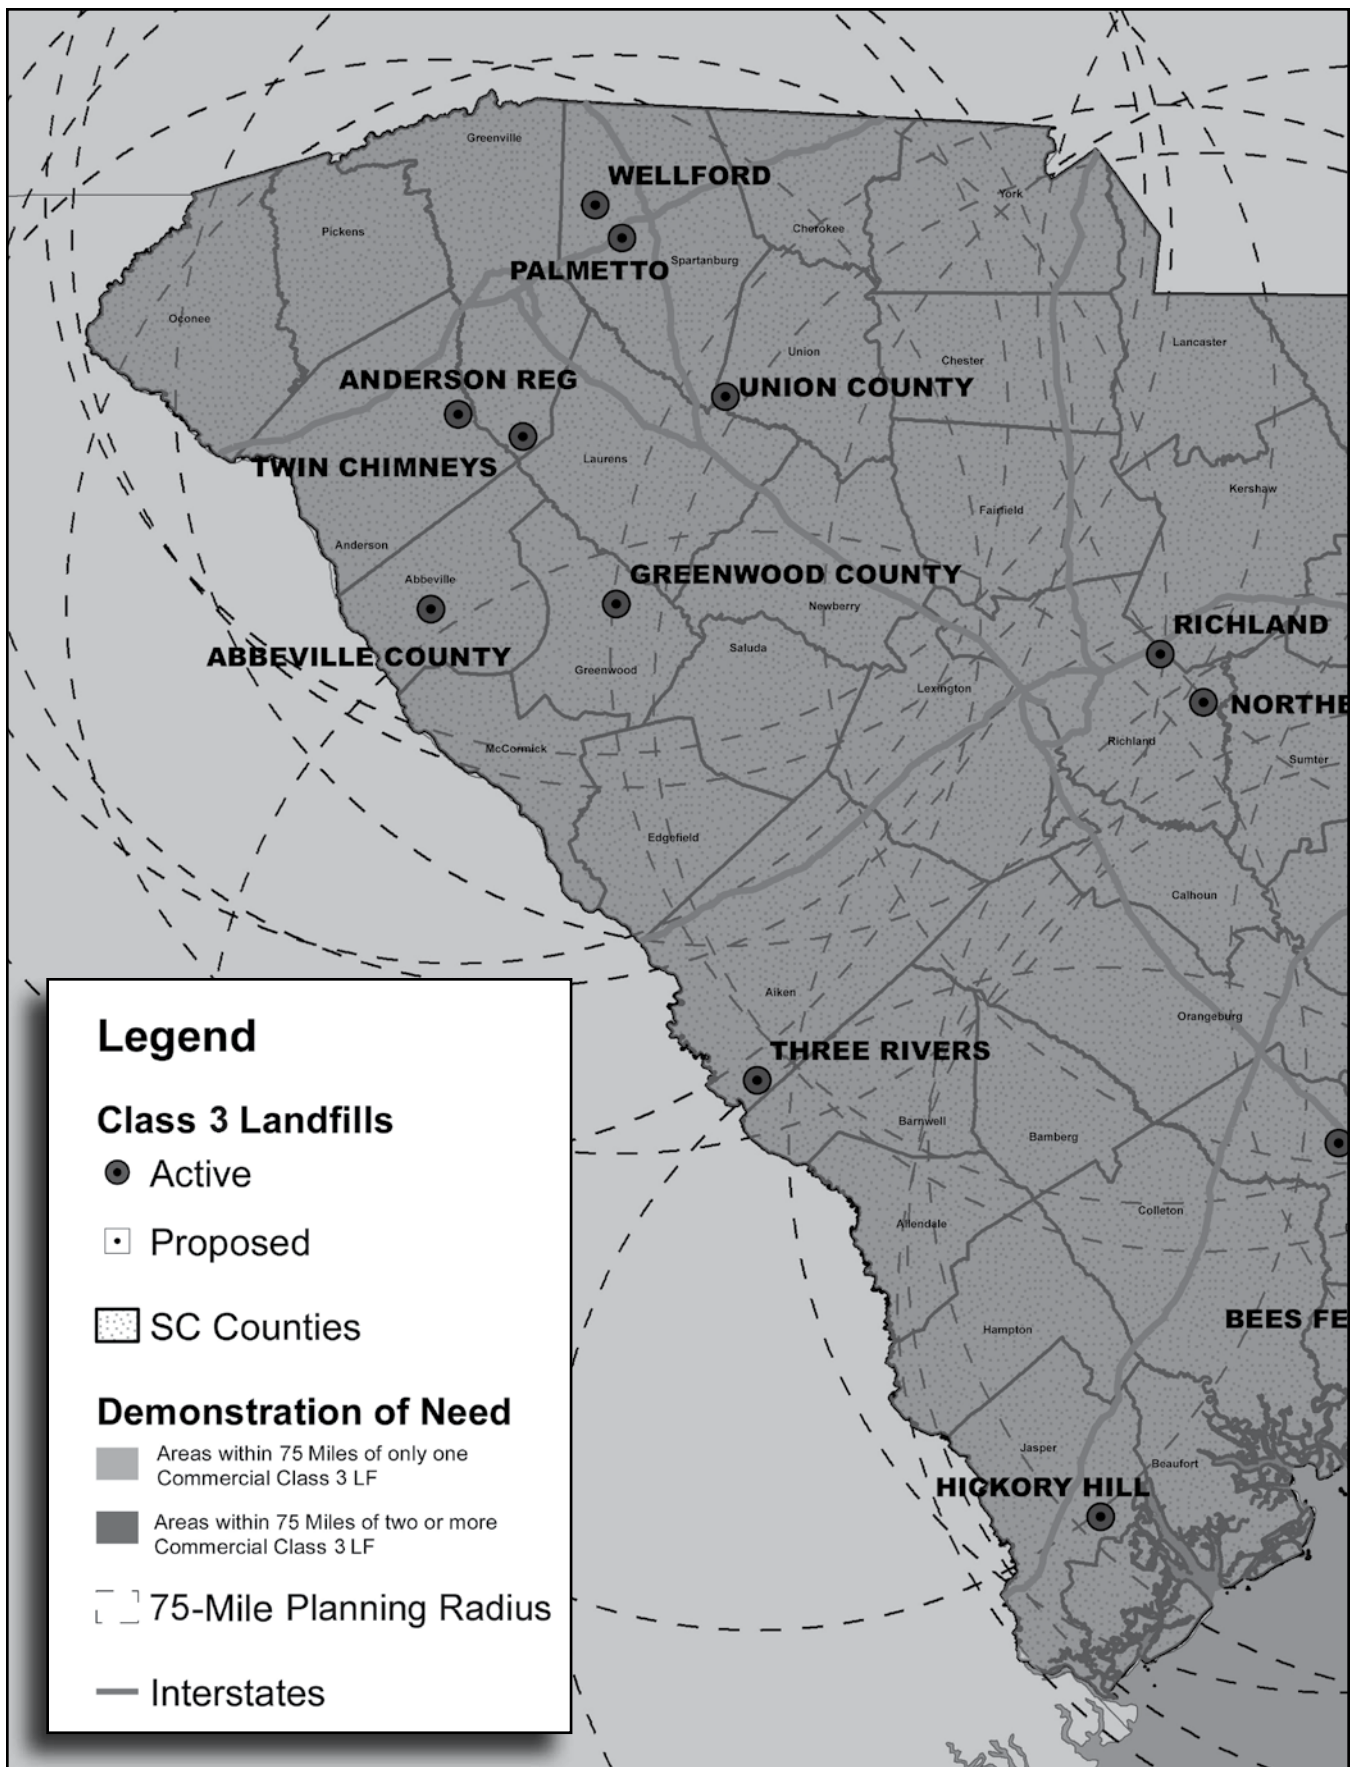 Greenville
WELLFORD
York
Cherokee
Pickens
Spartanburg
PALMETTO
Oconee
Lancaster
Union
Chester
ANDERSON REG
UNION COUNTY
Laurens
TWIN CHIMNEYS
Kershaw
Fairfield
Anderson
Abbeville
GREENWOOD COUNTY
Newberry
RICHLAND
ABBEVILLE COUNTY
Saluda
Greenwood
Lexington
NORTHE
McCormick
Richland
Sumter
Edgefield
Calhoun
Aiken
Orangeburg
THREE RIVERS
Barnwell
Bamberg
Colleton
Allendale
BEES FE
Hampton
Jasper
Beaufort
HICKORY HILL
Legend
Class 3 Landfills
Active
Proposed
SC Counties
Demonstration of Need
Areas within 75 Miles of only one
Commercial Class 3 LF
Areas within 75 Miles of two or more
Commercial Class 3 LF
75-Mile Planning Radius
Interstates